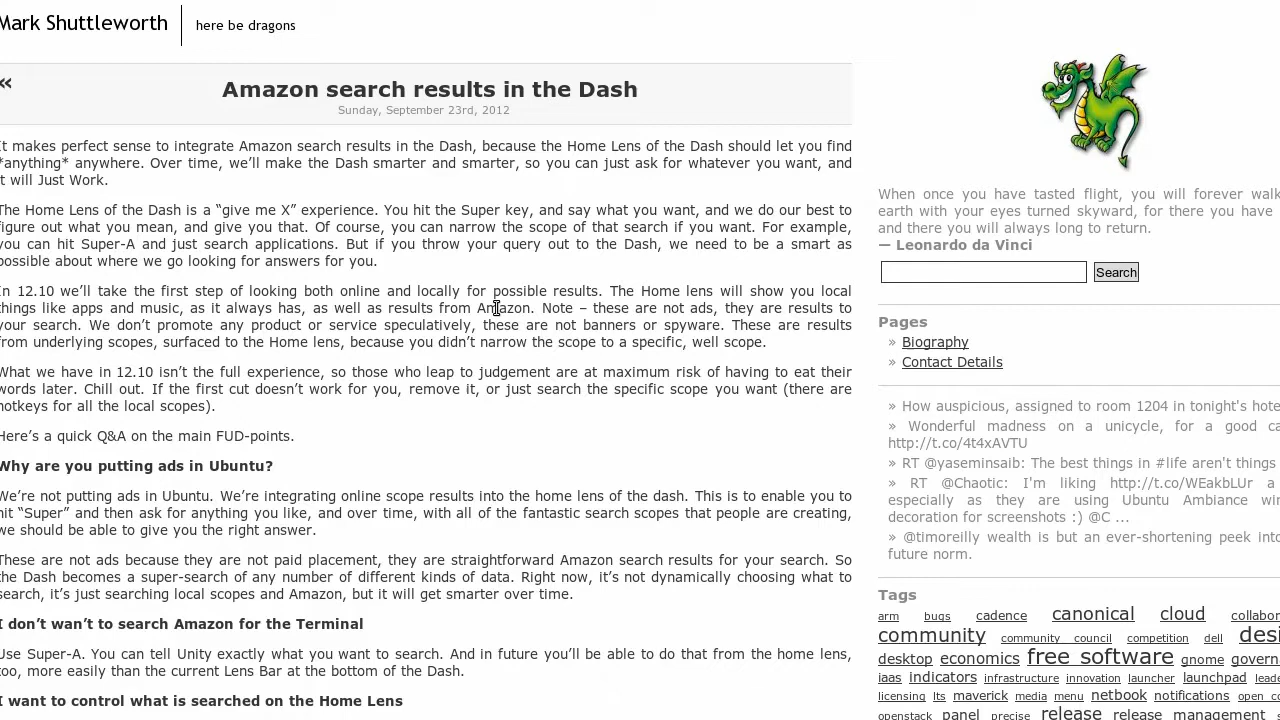 Mark Shuttleworth
here be dragons
«
Amazon search results in the Dash
Sunday, September 23rd, 2012
It makes perfect sense to integrate Amazon search results in the Dash, because the Home Lens of the Dash should let you find
*anything* anywhere. Over time, we’ll make the Dash smarter and smarter, so you can just ask for whatever you want, and
it will Just Work.
The Home Lens of the Dash is a “give me X” experience. You hit the Super key, and say what you want, and we do our best to
figure out what you mean, and give you that. Of course, you can narrow the scope of that search if you want. For example,
you can hit Super-A and just search applications. But if you throw your query out to the Dash, we need to be a smart as
possible about where we go looking for answers for you.
In 12.10 we’ll take the first step of looking both online and locally for possible results. The Home lens will show you local
things like apps and music, as it always has, as well as results from Amazon. Note – these are not ads, they are results to
your search. We don’t promote any product or service speculatively, these are not banners or spyware. These are results
from underlying scopes, surfaced to the Home lens, because you didn’t narrow the scope to a specific, well scope.
What we have in 12.10 isn’t the full experience, so those who leap to judgement are at maximum risk of having to eat their
words later. Chill out. If the first cut doesn’t work for you, remove it, or just search the specific scope you want (there are
hotkeys for all the local scopes).
Here’s a quick Q&A on the main FUD-points.
Why are you putting ads in Ubuntu?
We’re not putting ads in Ubuntu. We’re integrating online scope results into the home lens of the dash. This is to enable you to
hit “Super” and then ask for anything you like, and over time, with all of the fantastic search scopes that people are creating,
we should be able to give you the right answer.
These are not ads because they are not paid placement, they are straightforward Amazon search results for your search. So
the Dash becomes a super-search of any number of different kinds of data. Right now, it’s not dynamically choosing what to
search, it’s just searching local scopes and Amazon, but it will get smarter over time.
I don’t wan’t to search Amazon for the Terminal
Use Super-A. You can tell Unity exactly what you want to search. And in future you’ll be able to do that from the home lens,
too, more easily than the current Lens Bar at the bottom of the Dash.
I want to control what is searched on the Home Lens
When once you have tasted flight, you will forever walk
earth with your eyes turned skyward, for there you have
and there you will always long to return.
— Leonardo da Vinci
Search
Pages
» Biography
» Contact Details
» How auspicious, assigned to room 1204 in tonight's hote
» Wonderful madness on a unicycle, for a good ca
http://t.co/4t4xAVTU
» RT @yaseminsaib: The best things in #life aren't things
» RT @Chaotic: I'm liking http://t.co/WEakbLUr a
especially as they are using Ubuntu Ambiance win
decoration for screenshots :) @C ...
» @timoreilly wealth is but an ever-shortening peek into
future norm.
Tags
arm bugs cadence canonical cloud collabor
community community council competition dell desi
desktop economics free software gnome govern
iaas indicators infrastructure innovation launcher launchpad leade
licensing lts maverick media menu netbook notifications open co
openstack panel precise release release management s